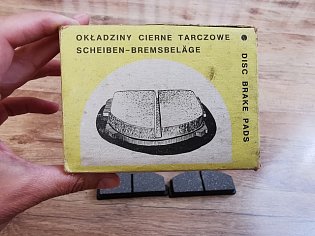 OKŁADZINY CIERNE TARCZOWE
SCHEIBEN-BREMSBELÄGE
DISC BRAKE PADS